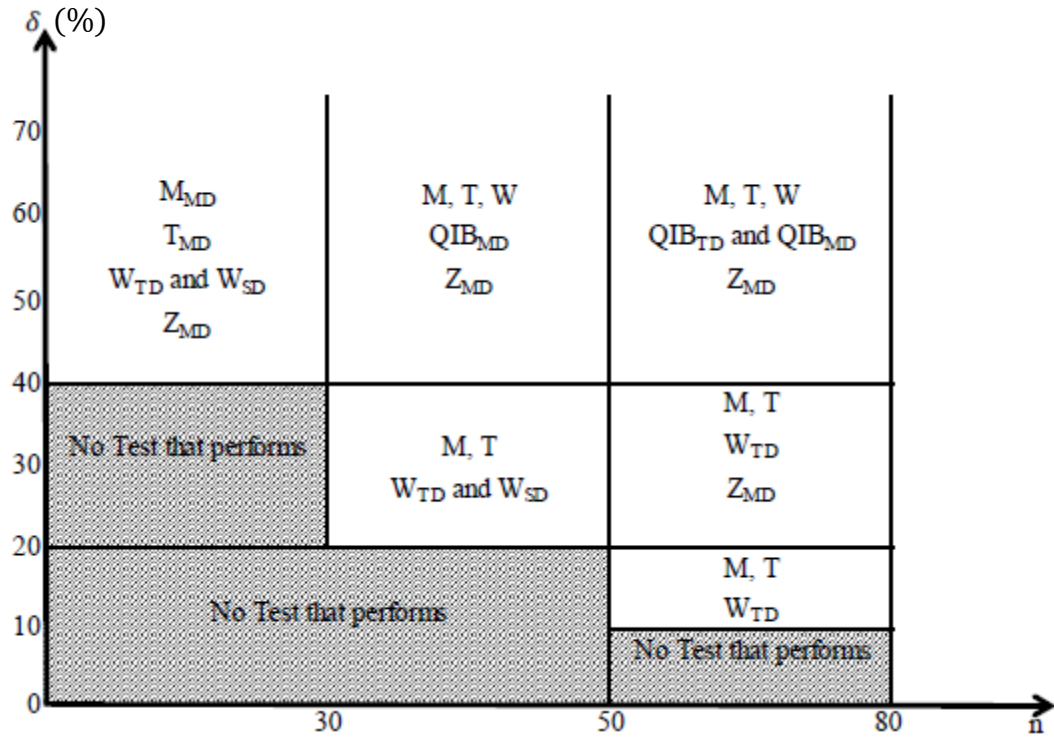 δ (%)
70
60
50
40
30
20
10
0
M_MD
T_MD
W_TD and W_SD
Z_MD
M, T, W
QIB_MD
Z_MD
M, T, W
QIB_TD and QIB_MD
Z_MD
No Test that performs
M, T
W_TD and W_SD
M, T
W_TD
Z_MD
No Test that performs
M, T
W_TD
No Test that performs
30
50
80
n